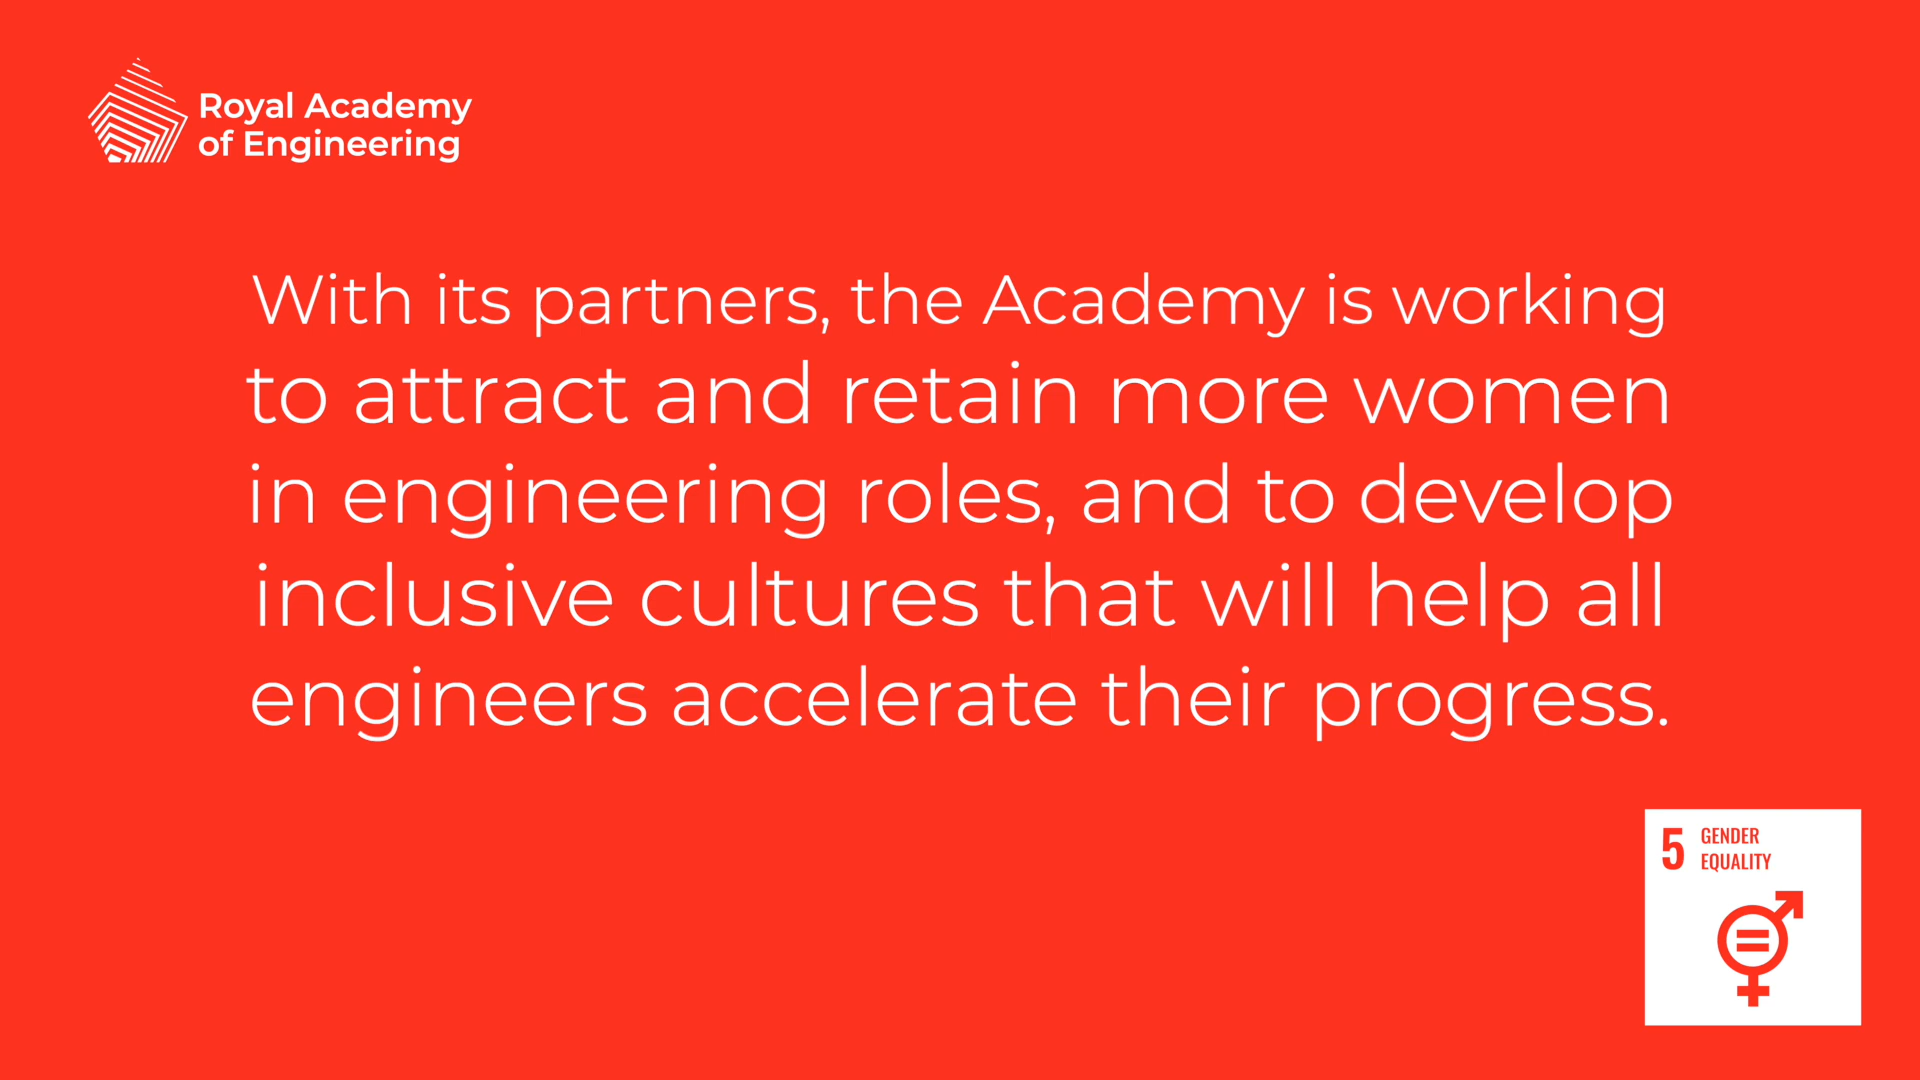 Royal Academy
of Engineering
With its partners, the Academy is working
to attract and retain more women
in engineering roles, and to develop
inclusive cultures that will help all
engineers accelerate their progress.
5 GENDER
EQUALITY